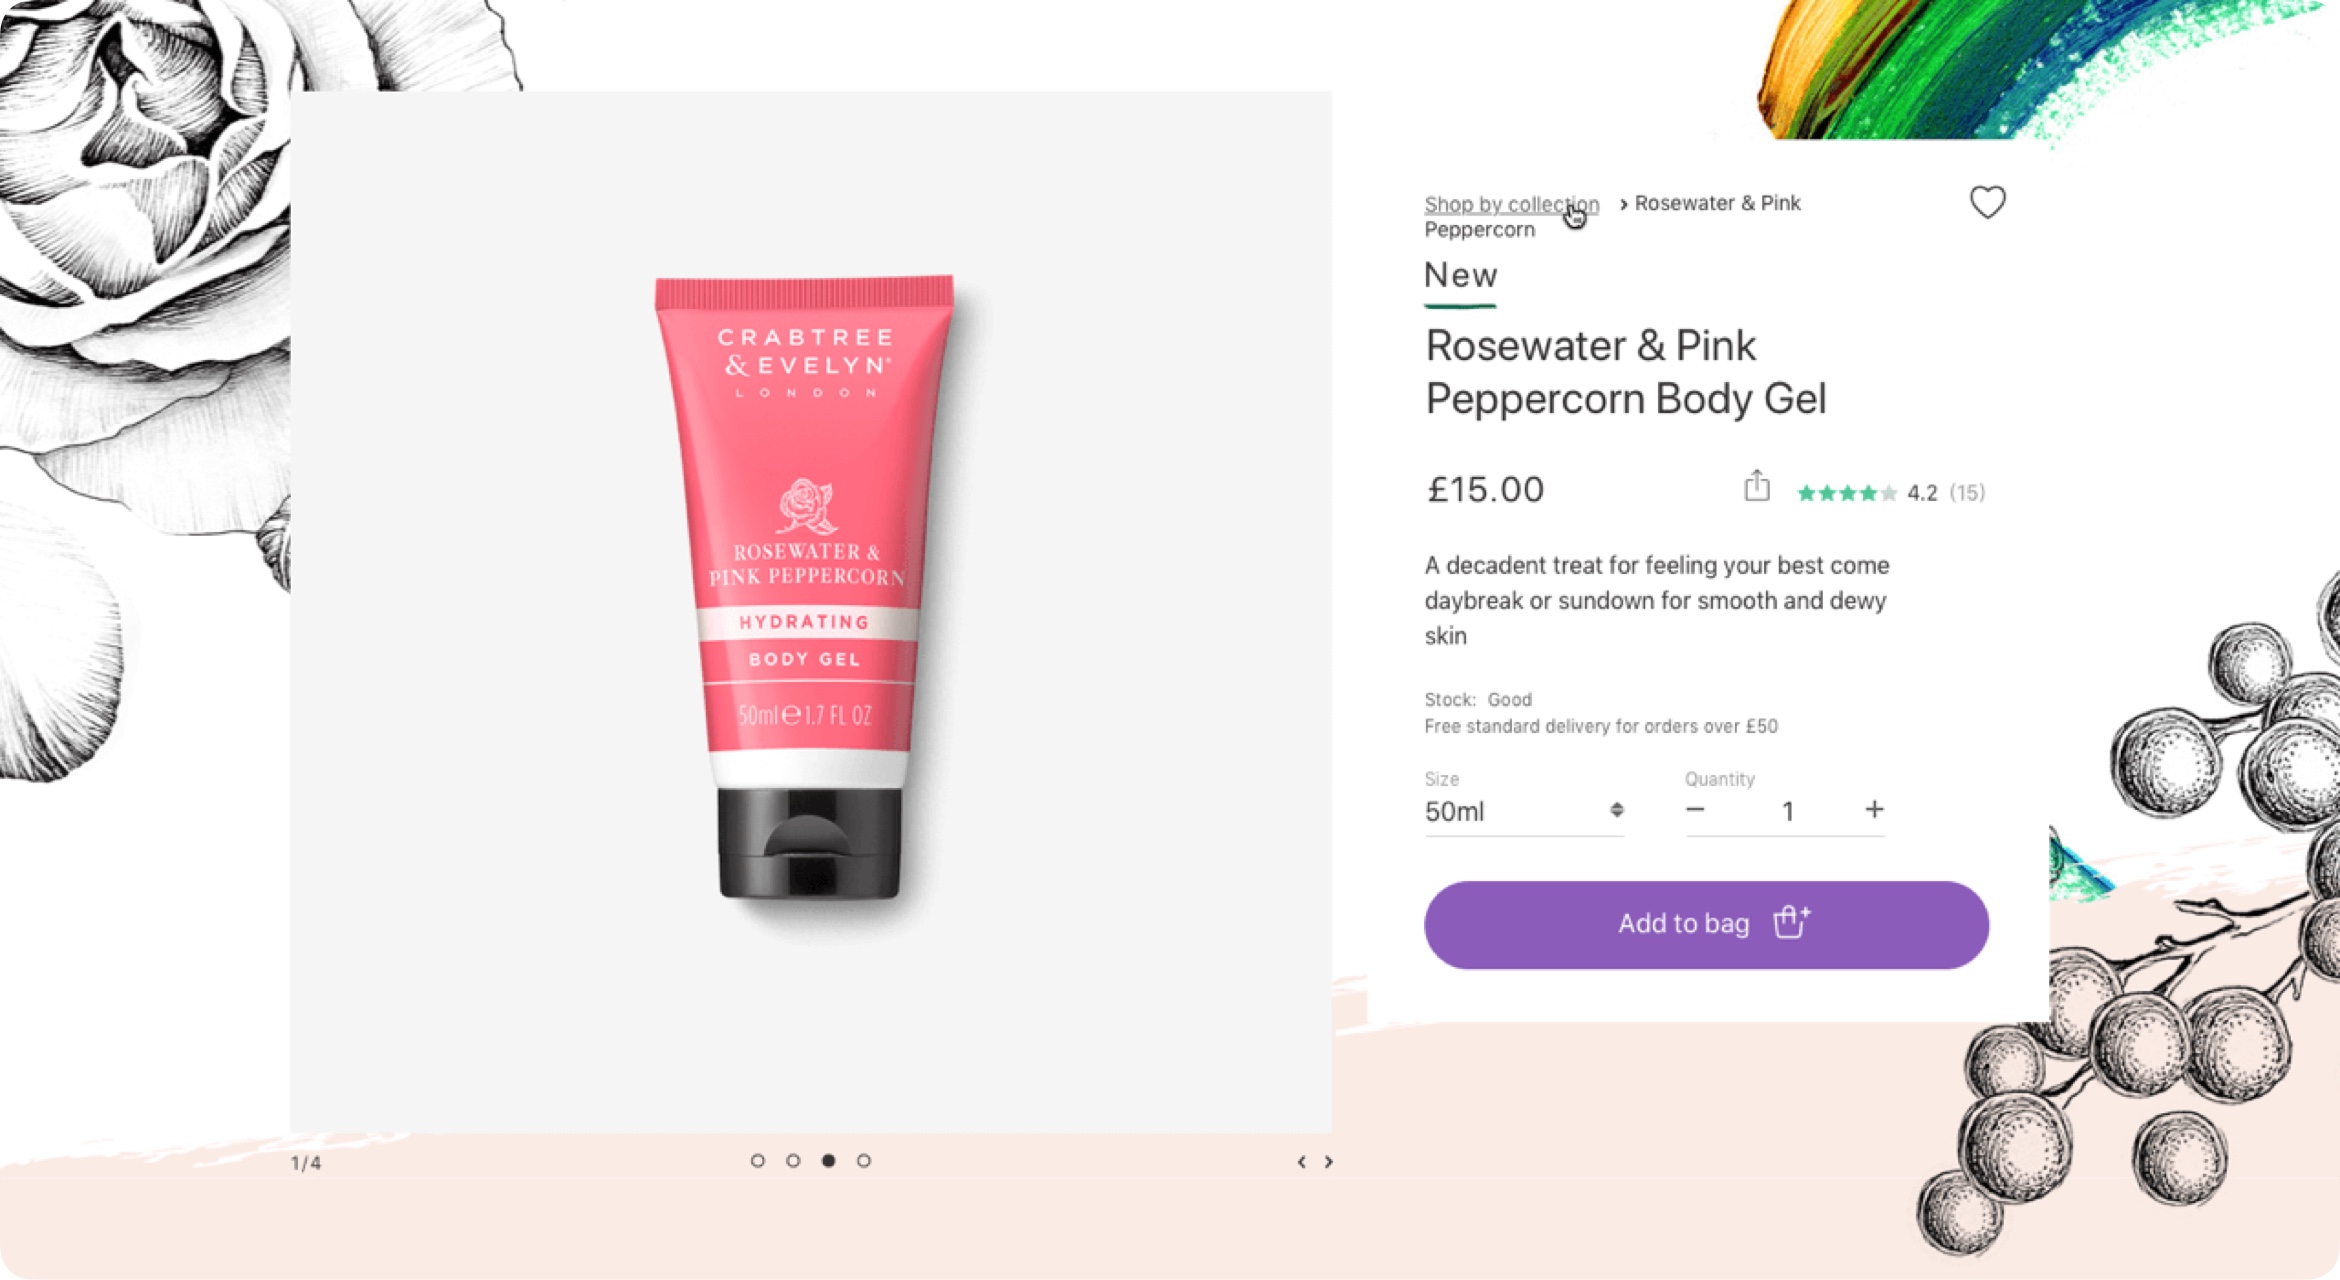 CRABTREE
& EVELYN®
LONDON
ROSEWATER &
PINK PEPPERCORN
HYDRATING
BODY GEL
50ml℮1.7 FL OZ
1/4
Shop by collection › Rosewater & Pink
Peppercorn
New
Rosewater & Pink
Peppercorn Body Gel
£15.00 4.2 (15)
A decadent treat for feeling your best come
daybreak or sundown for smooth and dewy
skin
Stock: Good
Free standard delivery for orders over £50
Size Quantity
50ml − 1 +
Add to bag